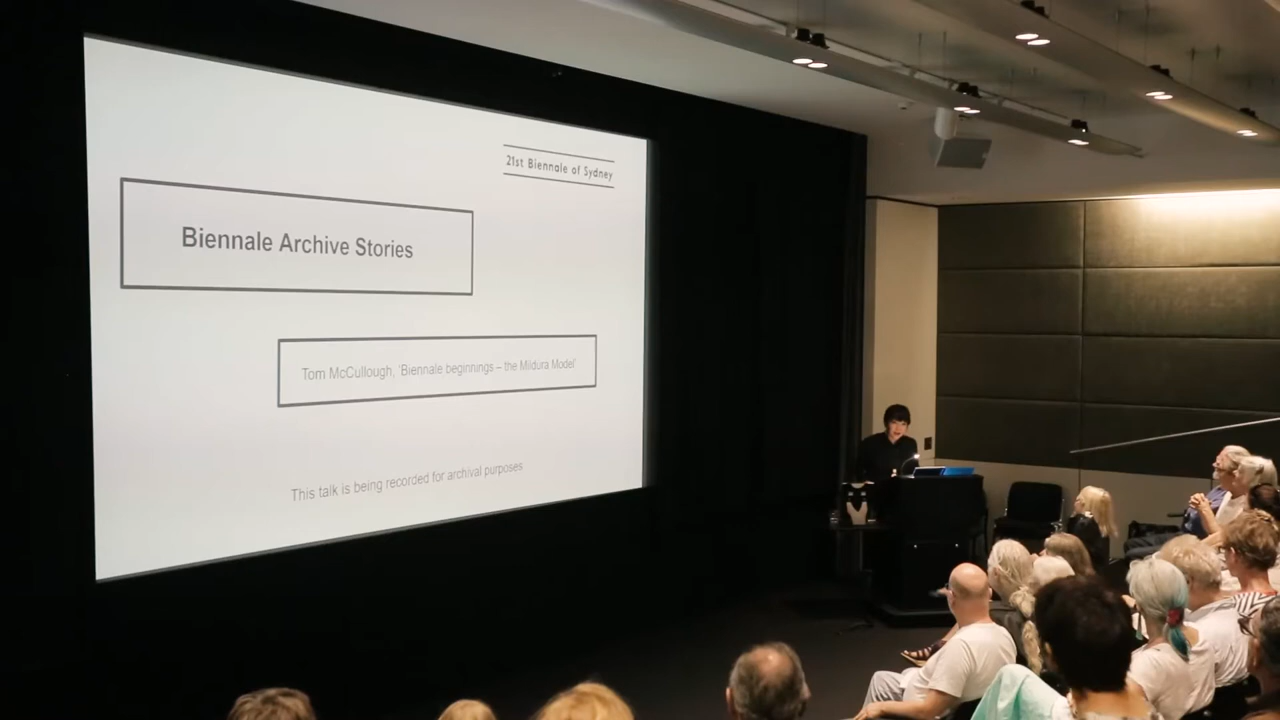 21st Biennale of Sydney
Biennale Archive Stories
Tom McCullough, 'Biennale beginnings – the Mildura Model'
This talk is being recorded for archival purposes